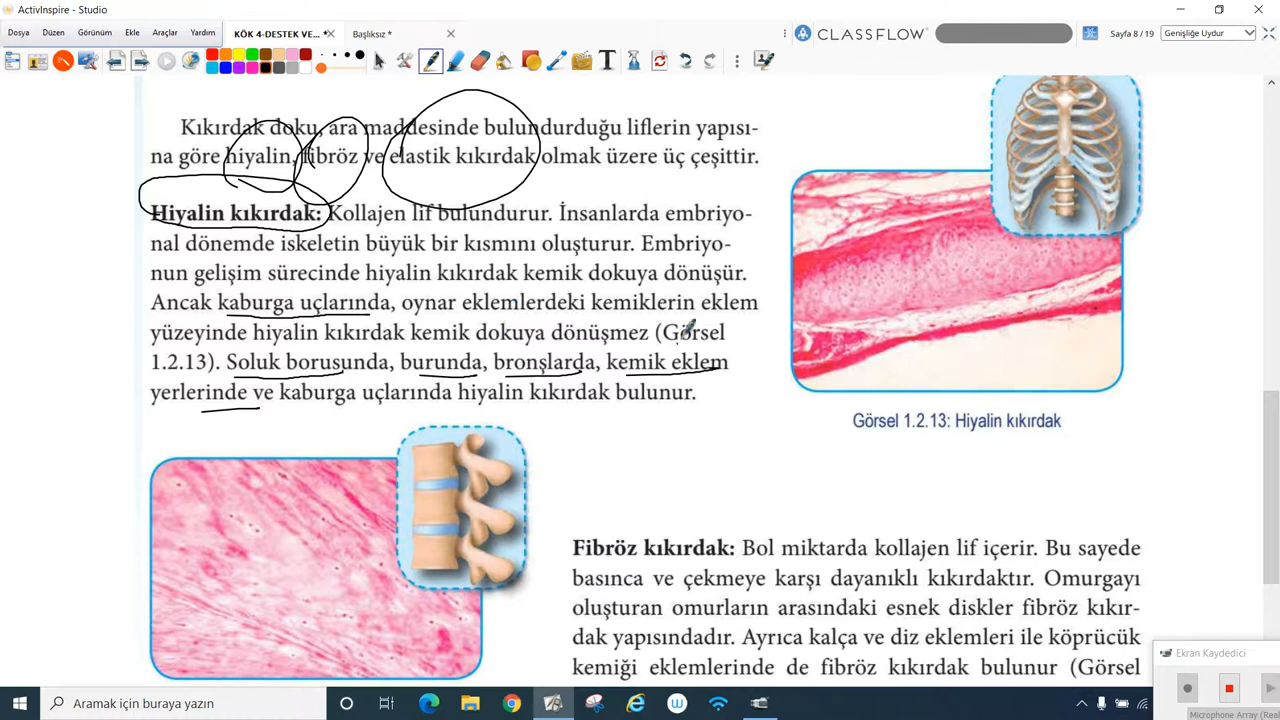 ActivInspire - Studio
Dosya Düzen Görünüm Ekle Araçlar Yardım
KÖK 4-DESTEK VE... *
Başlıksız *
CLASSFLOW
Sayfa 8 / 19
Genişliğe Uydur
Kıkırdak doku, ara maddesinde bulundurduğu liflerin yapısı-
na göre hiyalin, fibröz ve elastik kıkırdak olmak üzere üç çeşittir.
Hiyalin kıkırdak: Kollajen lif bulundurur. İnsanlarda embriyo-
nal dönemde iskeletin büyük bir kısmını oluşturur. Embriyo-
nun gelişim sürecinde hiyalin kıkırdak kemik dokuya dönüşür.
Ancak kaburga uçlarında, oynar eklemlerdeki kemiklerin eklem
yüzeyinde hiyalin kıkırdak kemik dokuya dönüşmez (Görsel
1.2.13). Soluk borusunda, burunda, bronşlarda, kemik eklem
yerlerinde ve kaburga uçlarında hiyalin kıkırdak bulunur.
Görsel 1.2.13: Hiyalin kıkırdak
Fibröz kıkırdak: Bol miktarda kollajen lif içerir. Bu sayede
basınca ve çekmeye karşı dayanıklı kıkırdaktır. Omurgayı
oluşturan omurların arasındaki esnek diskler fibröz kıkır-
dak yapısındadır. Ayrıca kalça ve diz eklemleri ile köprücük
kemiği eklemlerinde de fibröz kıkırdak bulunur (Görsel
Ekran Kaydedici
Microphone Array (Real
Aramak için buraya yazın